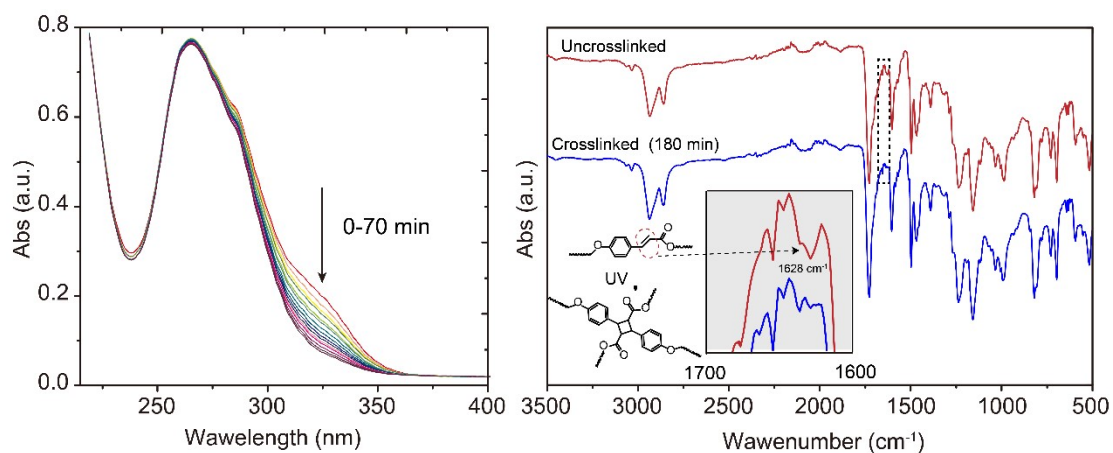 0.8
0.6
0.4
0.2
0.0
Abs (a.u.)
0-70 min
250
300
350
400
Wawelength (nm)
Abs (a.u.)
Uncrosslinked
Crosslinked (180 min)
O
O
O
UV
1628 cm⁻¹
O
O
O
O
O
O
1700
1600
3500
3000
2500
2000
1500
1000
500
Wawenumber (cm⁻¹)